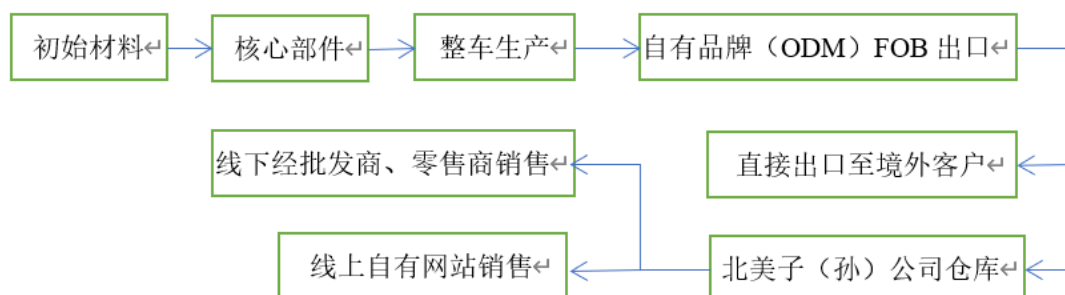 初始材料↵
核心部件↵
整车生产↵
自有品牌（ODM）FOB 出口↵
线下经批发商、零售商销售↵
直接出口至境外客户↵
线上自有网站销售↵
北美子（孙）公司仓库↵